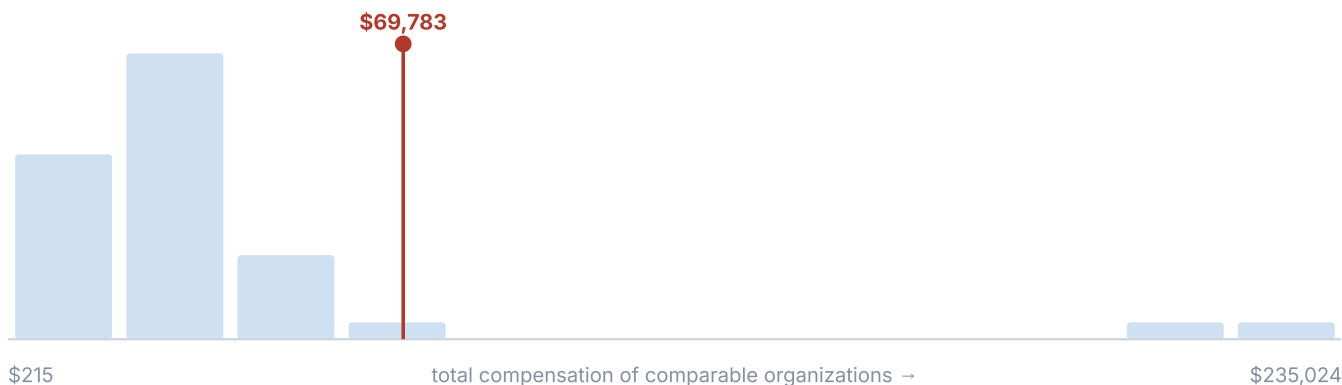 $69,783
$215 total compensation of comparable organizations → $235,024